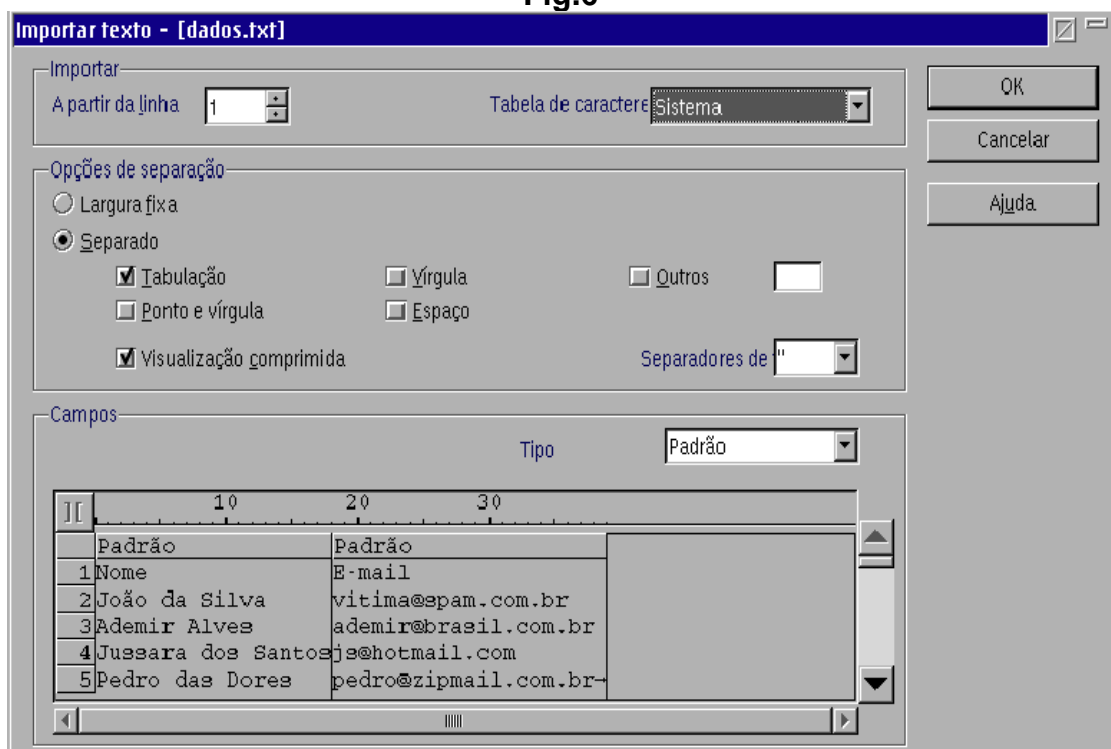 Fig.6
Importar texto - [dados.txt]
Importar
A partir da linha 1 Tabela de caractere Sistema
OK
Cancelar
Ajuda
Opções de separação
Largura fixa
Separado
Tabulação Vírgula Outros
Ponto e vírgula Espaço
Visualização comprimida Separadores de "
Campos
Tipo Padrão
10 20 30
Padrão Padrão
1 Nome E-mail
2 João da Silva vitima@spam.com.br
3 Ademir Alves ademir@brasil.com.br
4 Jussara dos Santos js@hotmail.com
5 Pedro das Dores pedro@zipmail.com.br→